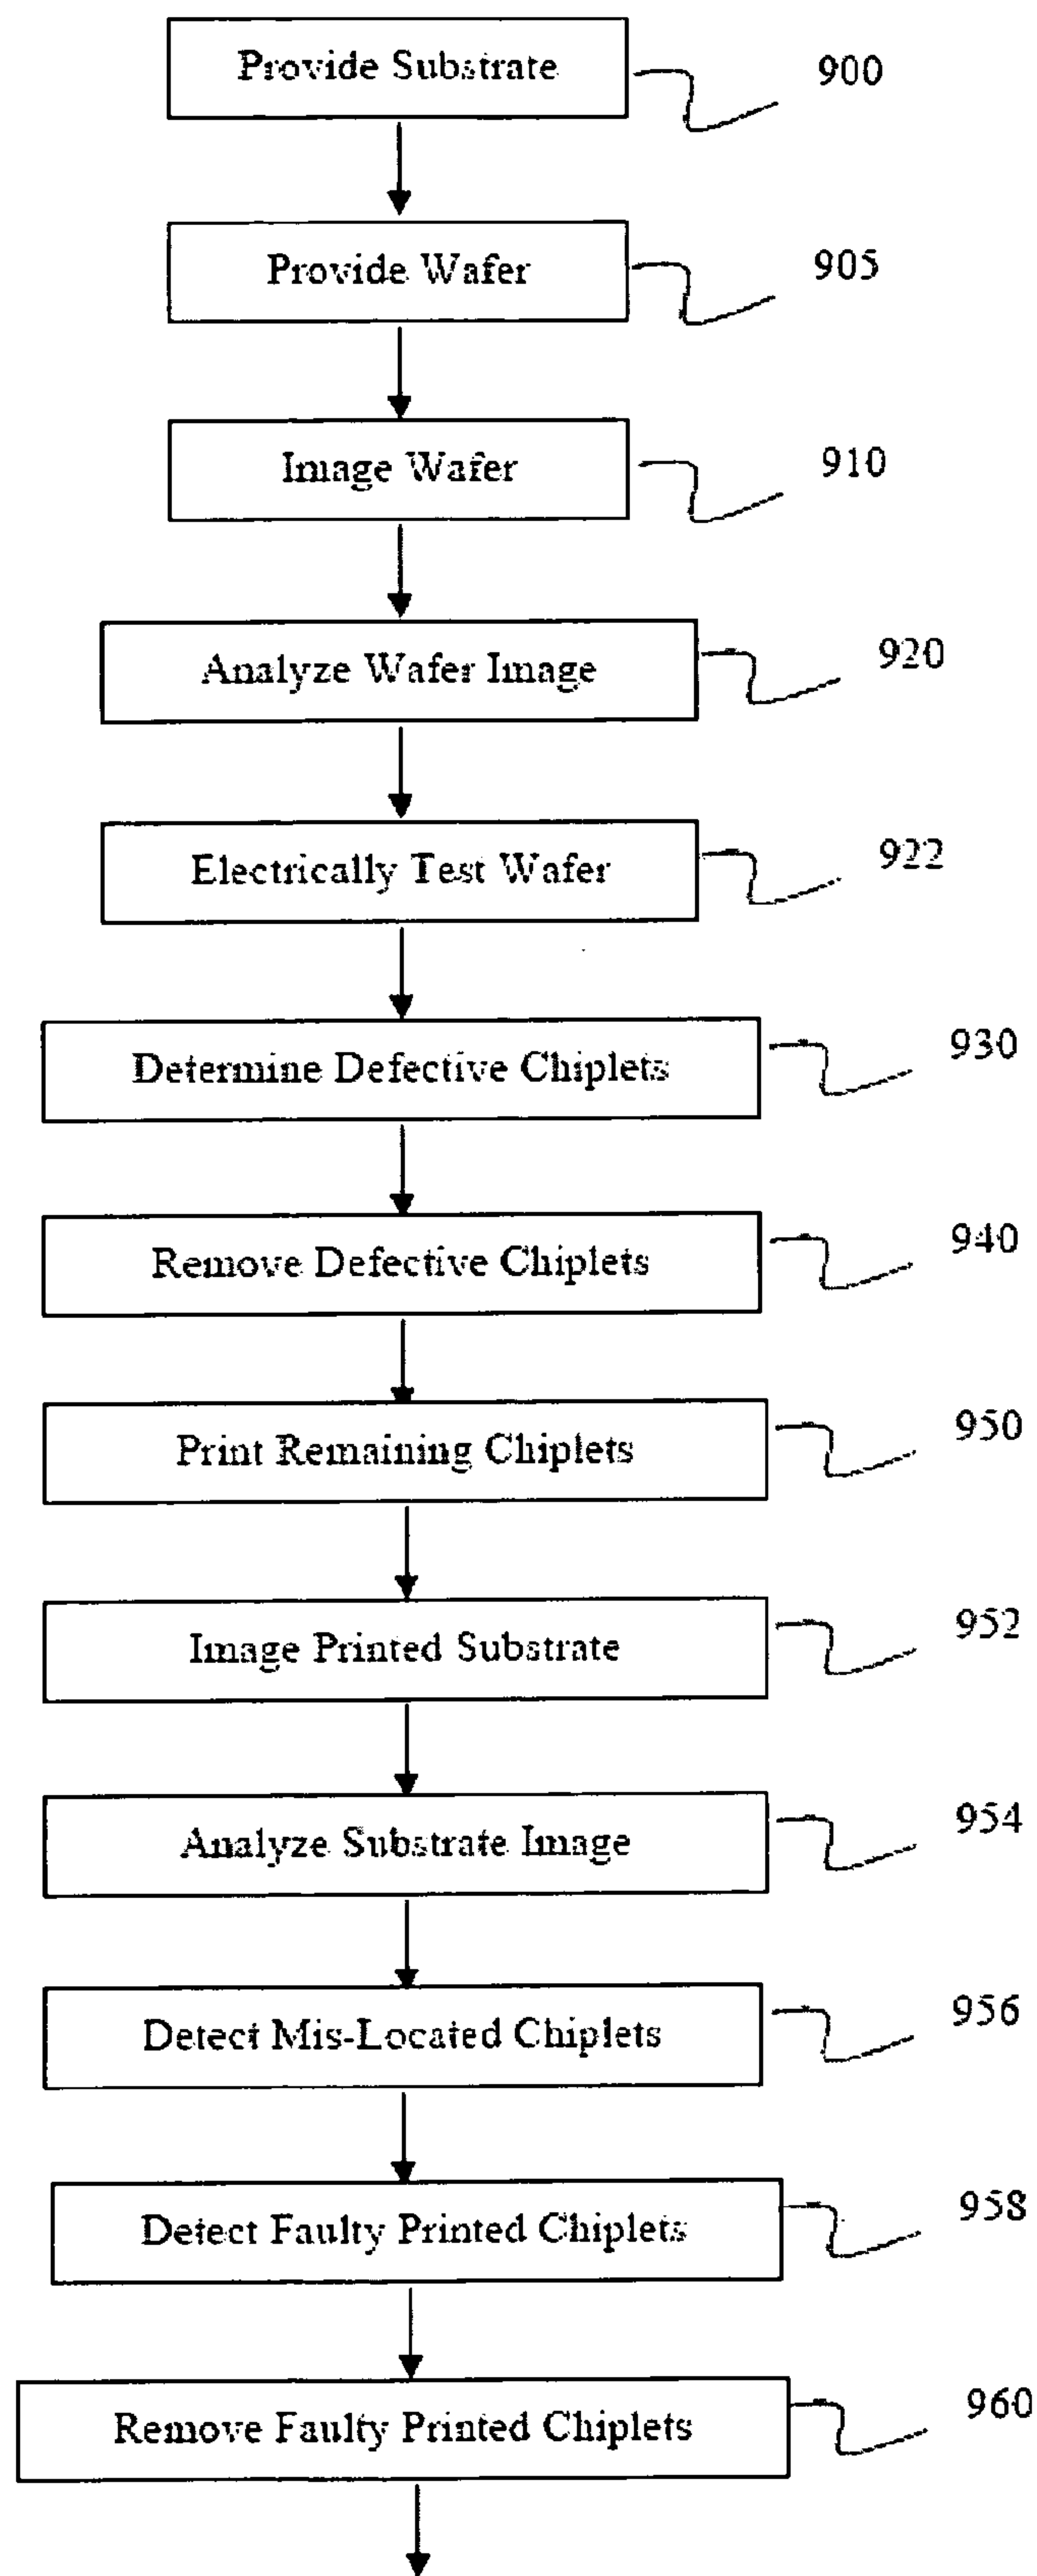 Provide Substrate 900
Provide Wafer 905
Image Wafer 910
Analyze Wafer Image 920
Electrically Test Wafer 922
Determine Defective Chiplets 930
Remove Defective Chiplets 940
Print Remaining Chiplets 950
Image Printed Substrate 952
Analyze Substrate Image 954
Detect Mis-Located Chiplets 956
Detect Faulty Printed Chiplets 958
Remove Faulty Printed Chiplets 960